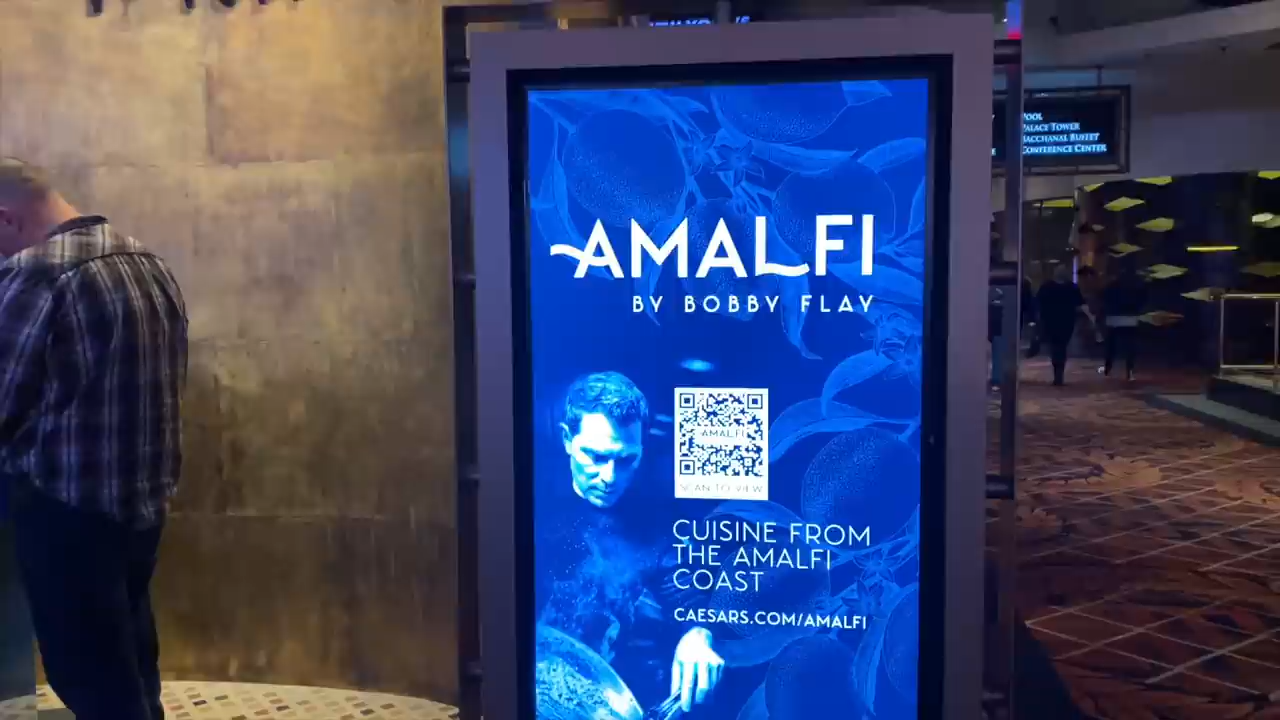 AMALFI
BY BOBBY FLAY
AMALFI
SCAN TO VIEW
CUISINE FROM
THE AMALFI
COAST
CAESARS.COM/AMALFI
POOL
PALACE TOWER
BACCHANAL BUFFET
CONFERENCE CENTER